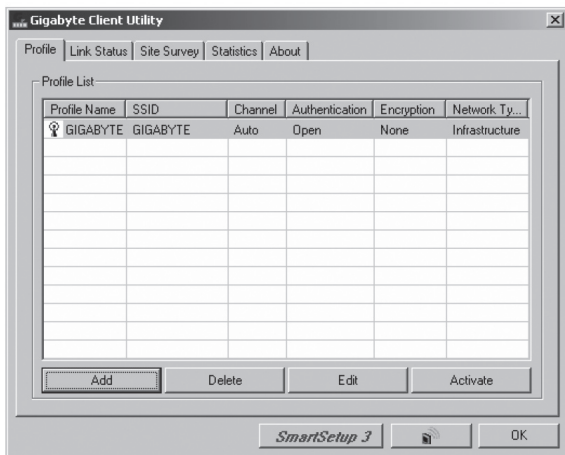 Gigabyte Client Utility
Profile Link Status Site Survey Statistics About
Profile List
Profile Name SSID Channel Authentication Encryption Network Ty...
GIGABYTE GIGABYTE Auto Open None Infrastructure
Add Delete Edit Activate
SmartSetup 3 OK